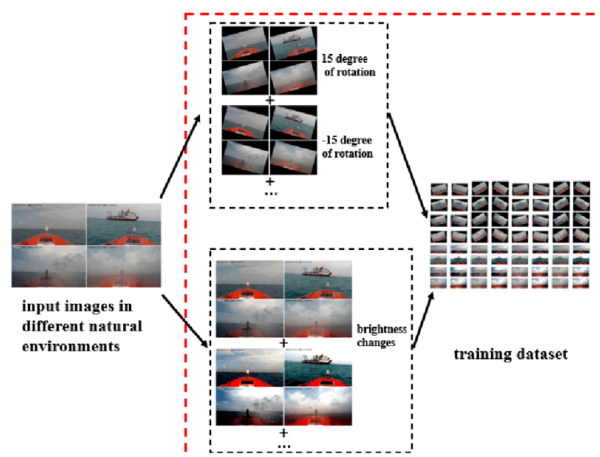 15 degree
of rotation
+
-15 degree
of rotation
+
...
input images in
different natural
environments
brightness
changes
+
+
...
training dataset